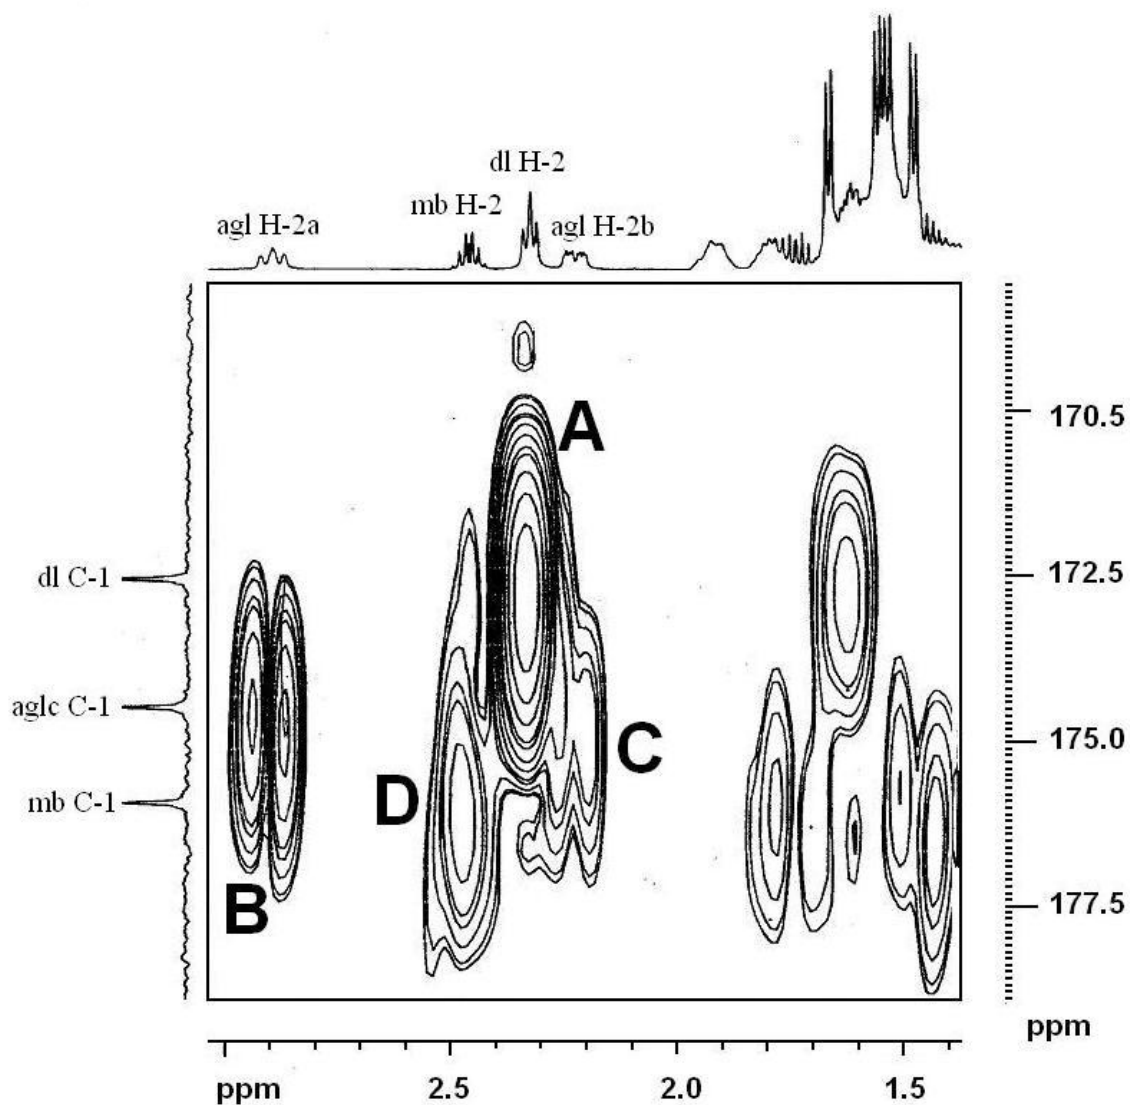 dl H-2
mb H-2
agl H-2a
agl H-2b
A
170.5
dl C-1
172.5
aglc C-1
C
175.0
D
mb C-1
B
177.5
ppm
ppm
2.5
2.0
1.5